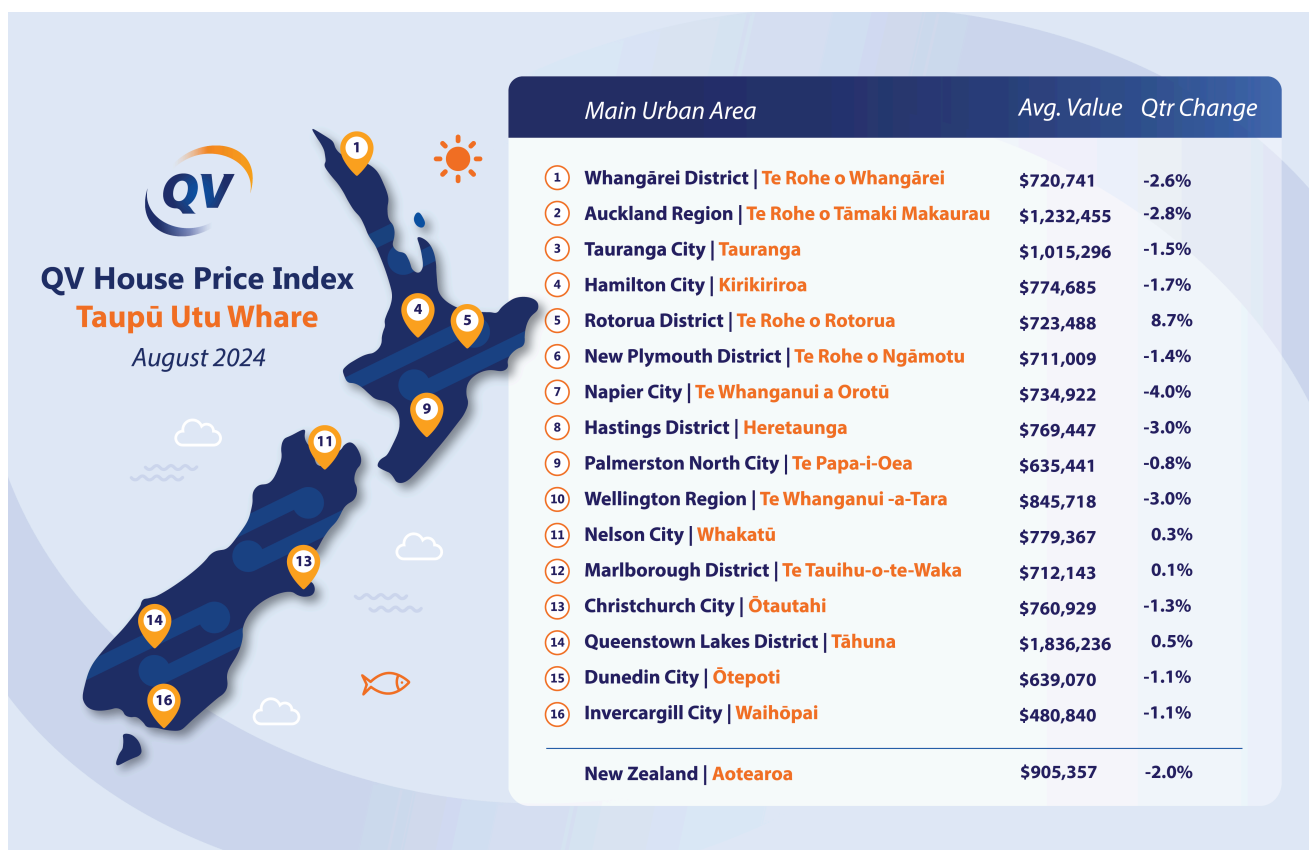 QV
QV House Price Index
Taupū Utu Whare
August 2024
1
4
5
9
11
13
14
16
Main Urban Area Avg. Value Qtr Change
1 Whangārei District | Te Rohe o Whangārei $720,741 -2.6%
2 Auckland Region | Te Rohe o Tāmaki Makaurau $1,232,455 -2.8%
3 Tauranga City | Tauranga $1,015,296 -1.5%
4 Hamilton City | Kirikiriroa $774,685 -1.7%
5 Rotorua District | Te Rohe o Rotorua $723,488 8.7%
6 New Plymouth District | Te Rohe o Ngāmotu $711,009 -1.4%
7 Napier City | Te Whanganui a Orotū $734,922 -4.0%
8 Hastings District | Heretaunga $769,447 -3.0%
9 Palmerston North City | Te Papa-i-Oea $635,441 -0.8%
10 Wellington Region | Te Whanganui -a-Tara $845,718 -3.0%
11 Nelson City | Whakatū $779,367 0.3%
12 Marlborough District | Te Tauihu-o-te-Waka $712,143 0.1%
13 Christchurch City | Ōtautahi $760,929 -1.3%
14 Queenstown Lakes District | Tāhuna $1,836,236 0.5%
15 Dunedin City | Ōtepoti $639,070 -1.1%
16 Invercargill City | Waihōpai $480,840 -1.1%
New Zealand | Aotearoa $905,357 -2.0%